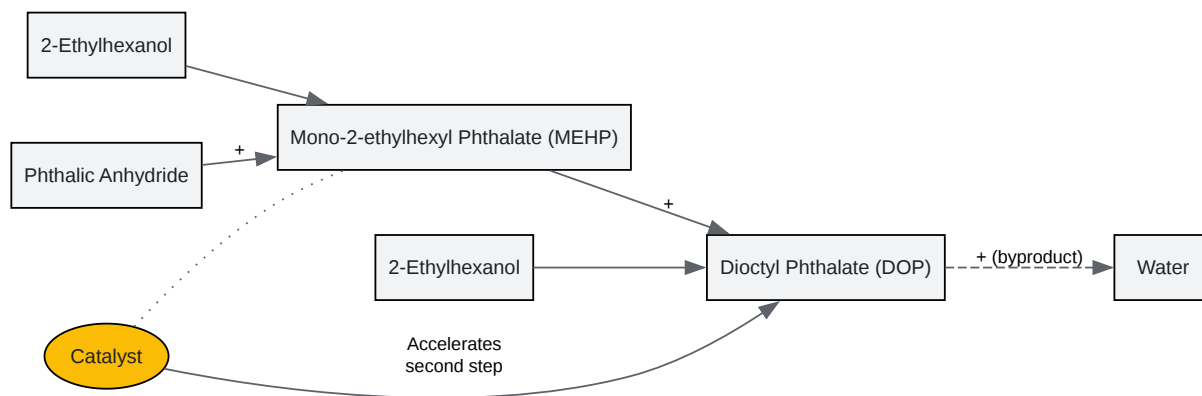 2-Ethylhexanol
Mono-2-ethylhexyl Phthalate (MEHP)
+
Phthalic Anhydride
+
2-Ethylhexanol
Dioctyl Phthalate (DOP)
+ (byproduct)
Water
Catalyst
Accelerates
second step